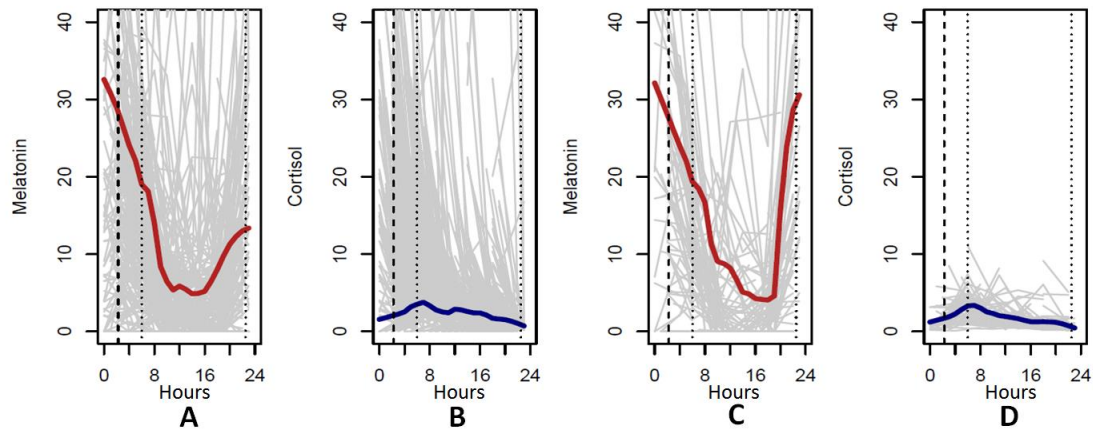 Melatonin
0 10 20 30 40
0 8 16 24
Hours
A
Cortisol
0 10 20 30 40
0 8 16 24
Hours
B
Melatonin
0 10 20 30 40
0 8 16 24
Hours
C
Cortisol
0 10 20 30 40
0 8 16 24
Hours
D